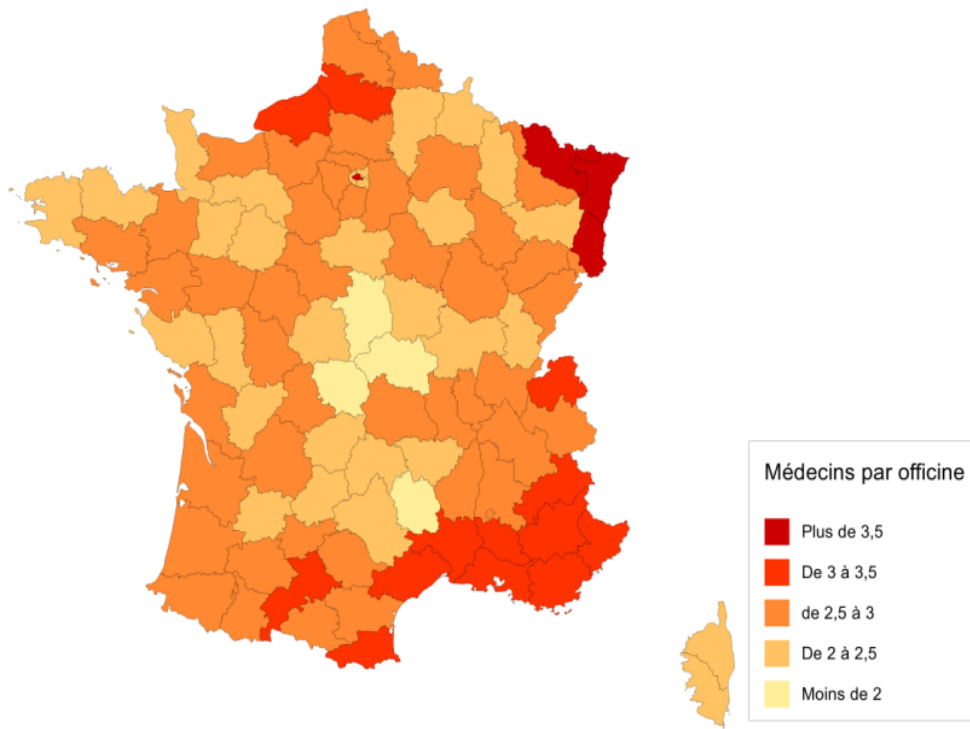 Médecins par officine
Plus de 3,5
De 3 à 3,5
de 2,5 à 3
De 2 à 2,5
Moins de 2